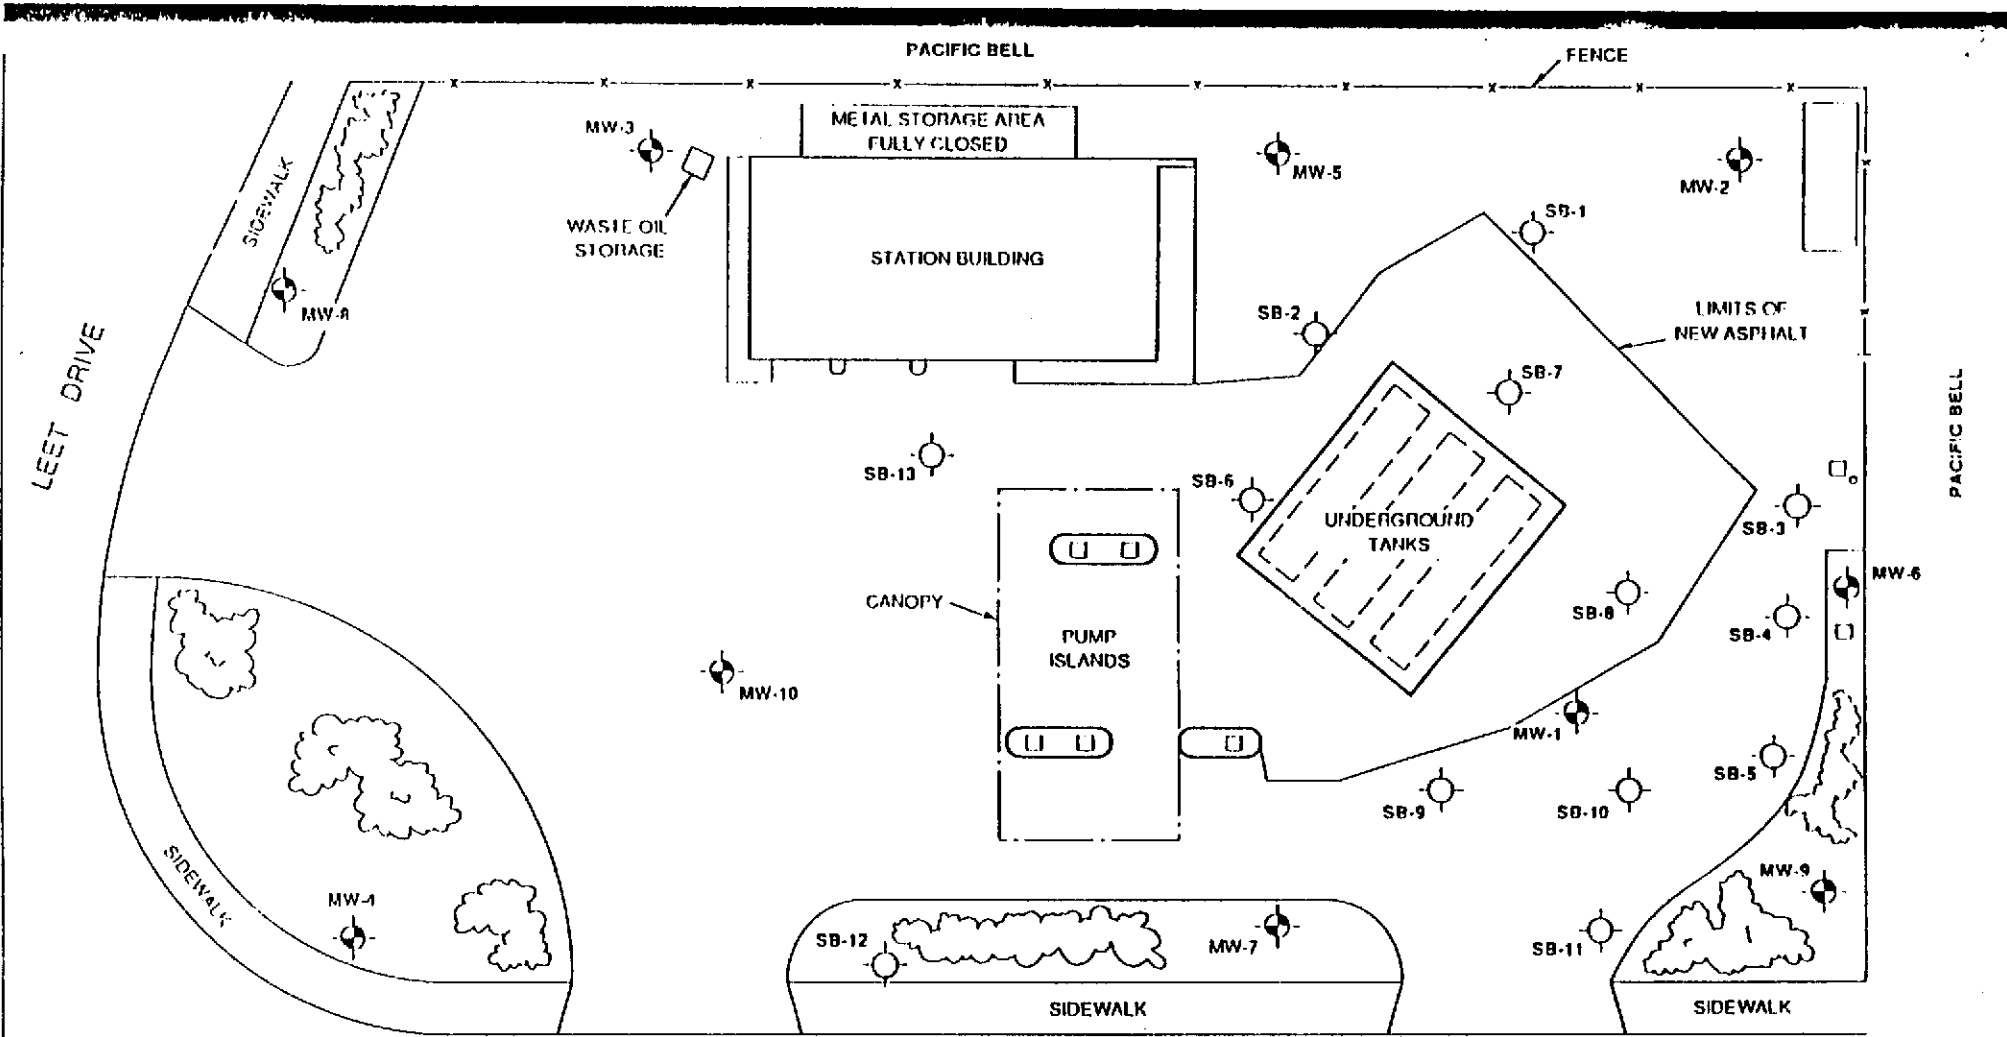 PACIFIC BELL
FENCE
METAL STORAGE AREA
FULLY CLOSED
MW-3
MW-5
MW-2
SIDEWALK
WASTE OIL
STORAGE
SB-1
STATION BUILDING
MW-8
SB-2
LIMITS OF
NEW ASPHALT
LEET DRIVE
SB-7
PACIFIC BELL
SB-13
SB-6
UNDERGROUND
TANKS
SB-3
MW-6
CANOPY
SB-8
SB-4
PUMP
ISLANDS
MW-10
MW-1
SB-5
SB-9
SB-10
SIDEWALK
MW-9
MW-4
SB-12
MW-7
SB-11
SIDEWALK
SIDEWALK